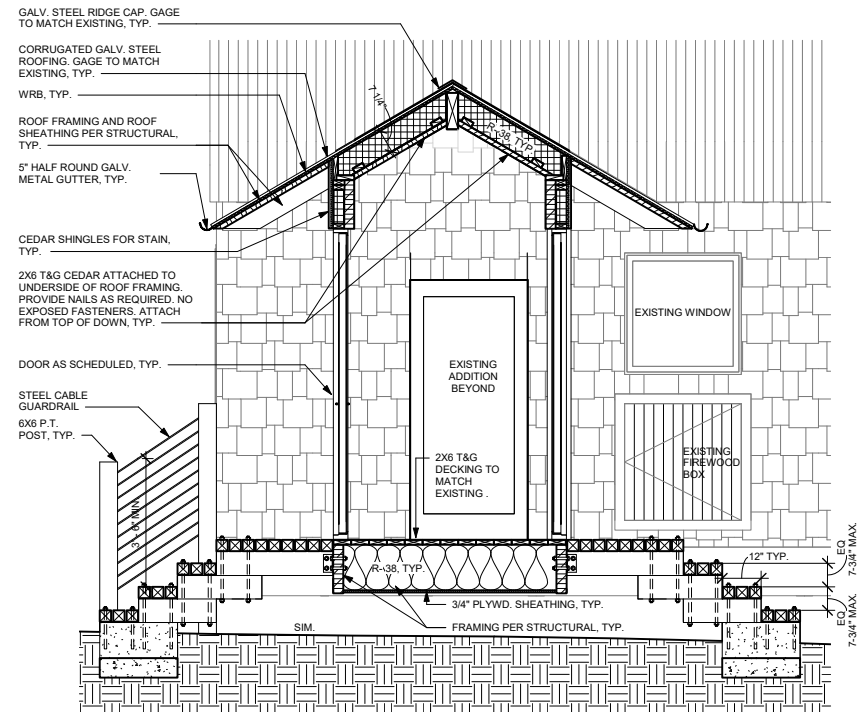 GALV. STEEL RIDGE CAP. GAGE
TO MATCH EXISTING, TYP.
CORRUGATED GALV. STEEL
ROOFING. GAGE TO MATCH
EXISTING, TYP.
WRB, TYP.
ROOF FRAMING AND ROOF
SHEATHING PER STRUCTURAL,
TYP.
5" HALF ROUND GALV.
METAL GUTTER, TYP.
7 1/4"
R-38, TYP.
CEDAR SHINGLES FOR STAIN,
TYP.
2X6 T&G CEDAR ATTACHED TO
UNDERSIDE OF ROOF FRAMING.
PROVIDE NAILS AS REQUIRED. NO
EXPOSED FASTENERS. ATTACH
FROM TOP OF DOWN, TYP.
EXISTING WINDOW
DOOR AS SCHEDULED, TYP.
EXISTING
ADDITION
BEYOND
STEEL CABLE
GUARDRAIL
6X6 P.T.
POST, TYP.
2X6 T&G
DECKING TO
MATCH
EXISTING .
EXISTING
FIREWOOD
BOX
3' - 6" MIN
R-38, TYP.
12" TYP.
EQ
7-3/4" MAX.
3/4" PLYWD. SHEATHING, TYP.
EQ
7-3/4" MAX.
SIM.
FRAMING PER STRUCTURAL, TYP.